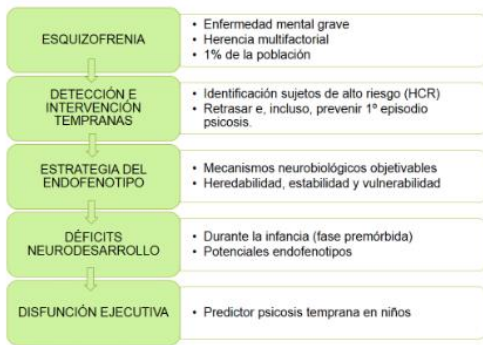 ESQUIZOFRENIA
• Enfermedad mental grave
• Herencia multifactorial
• 1% de la población
DETECCIÓN E
INTERVENCIÓN
TEMPRANAS
• Identificación sujetos de alto riesgo (HCR)
• Retrasar e, incluso, prevenir 1º episodio
psicosis.
ESTRATEGIA DEL
ENDOFENOTIPO
• Mecanismos neurobiológicos objetivables
• Heredabilidad, estabilidad y vulnerabilidad
DÉFICITS
NEURODESARROLLO
• Durante la infancia (fase premórbida)
• Potenciales endofenotipos
DISFUNCIÓN EJECUTIVA
• Predictor psicosis temprana en niños